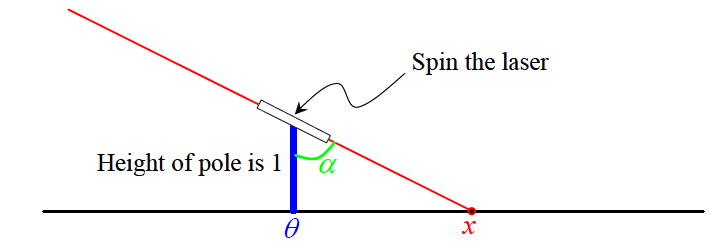 Spin the laser
Height of pole is 1
α
θ
x